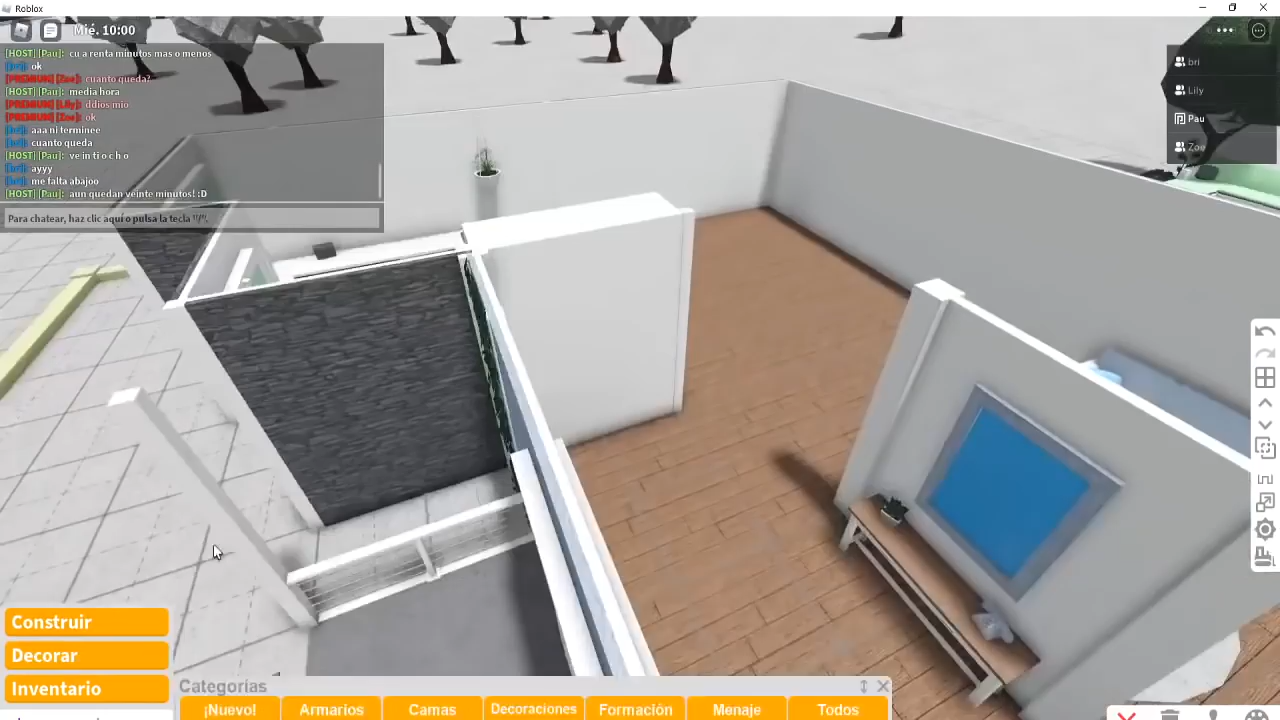 Roblox
Mié. 10:00
[HOST] [Pau]: cu a renta minutos mas o menos
[bri]: ok
[PREMIUM] [Zoe]: cuanto queda?
[HOST] [Pau]: media hora
[PREMIUM] [Lily]: ddios mio
[PREMIUM] [Zoe]: ok
[bri]: aaa ni terminee
[bri]: cuanto queda
[HOST] [Pau]: ve in ti o c h o
[bri]: ayyy
[bri]: me falta abajoo
[HOST] [Pau]: aun quedan veinte minutos! :D
Para chatear, haz clic aquí o pulsa la tecla "/".
bri
Lily
Pau
Zoe
Construir
Decorar
Inventario
Categorías
¡Nuevo!
Armarios
Camas
Decoraciones
Formación
Menaje
Todos